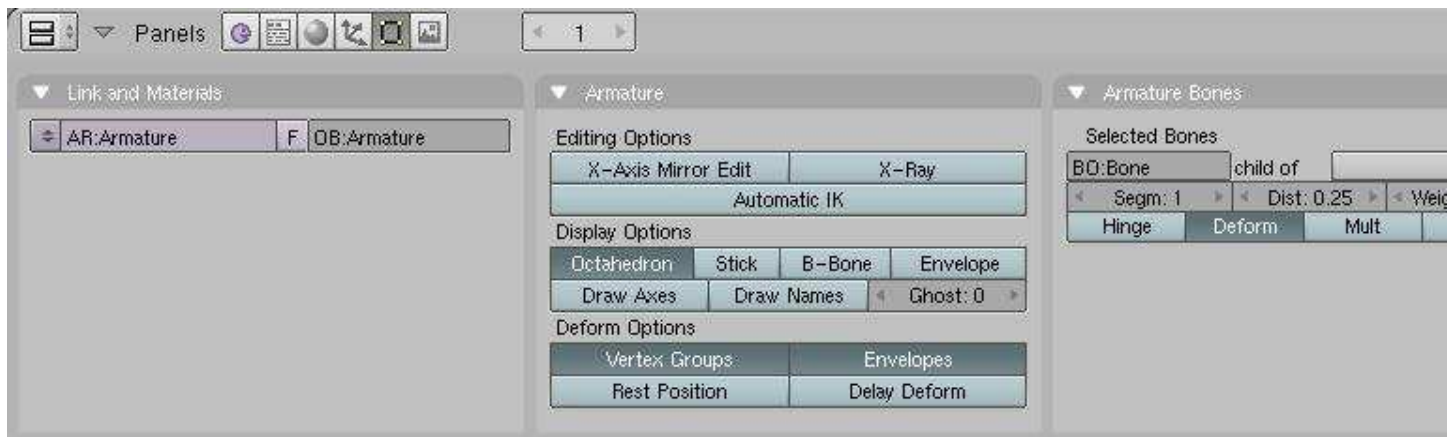 Panels 1
Link and Materials
AR:Armature F OB:Armature
Armature
Editing Options
X-Axis Mirror Edit X-Ray
Automatic IK
Display Options
Octahedron Stick B-Bone Envelope
Draw Axes Draw Names Ghost: 0
Deform Options
Vertex Groups Envelopes
Rest Position Delay Deform
Armature Bones
Selected Bones
BO:Bone child of
Segm: 1 Dist: 0.25 Weig
Hinge Deform Mult